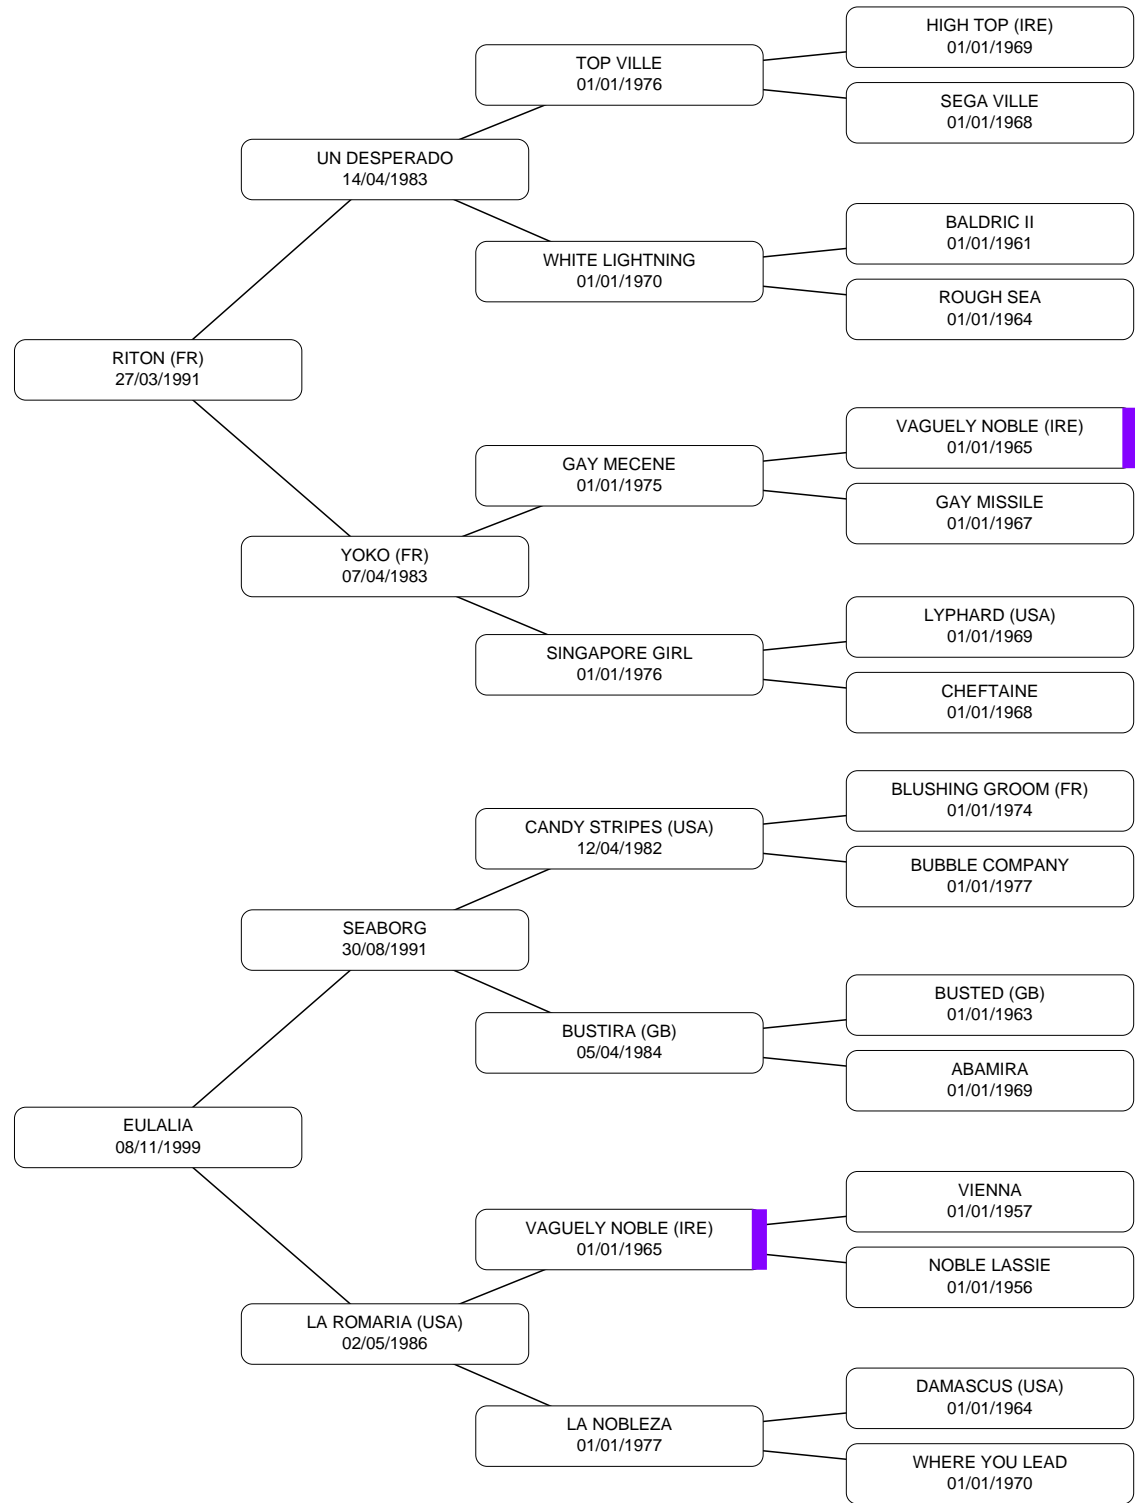 HIGH TOP (IRE)
01/01/1969
TOP VILLE
01/01/1976
SEGA VILLE
01/01/1968
UN DESPERADO
14/04/1983
BALDRIC II
01/01/1961
WHITE LIGHTNING
01/01/1970
ROUGH SEA
01/01/1964
RITON (FR)
27/03/1991
VAGUELY NOBLE (IRE)
01/01/1965
GAY MECENE
01/01/1975
GAY MISSILE
01/01/1967
YOKO (FR)
07/04/1983
LYPHARD (USA)
01/01/1969
SINGAPORE GIRL
01/01/1976
CHEFTAINE
01/01/1968
BLUSHING GROOM (FR)
01/01/1974
CANDY STRIPES (USA)
12/04/1982
BUBBLE COMPANY
01/01/1977
SEABORG
30/08/1991
BUSTED (GB)
01/01/1963
BUSTIRA (GB)
05/04/1984
ABAMIRA
01/01/1969
EULALIA
08/11/1999
VIENNA
01/01/1957
VAGUELY NOBLE (IRE)
01/01/1965
NOBLE LASSIE
01/01/1956
LA ROMARIA (USA)
02/05/1986
DAMASCUS (USA)
01/01/1964
LA NOBLEZA
01/01/1977
WHERE YOU LEAD
01/01/1970